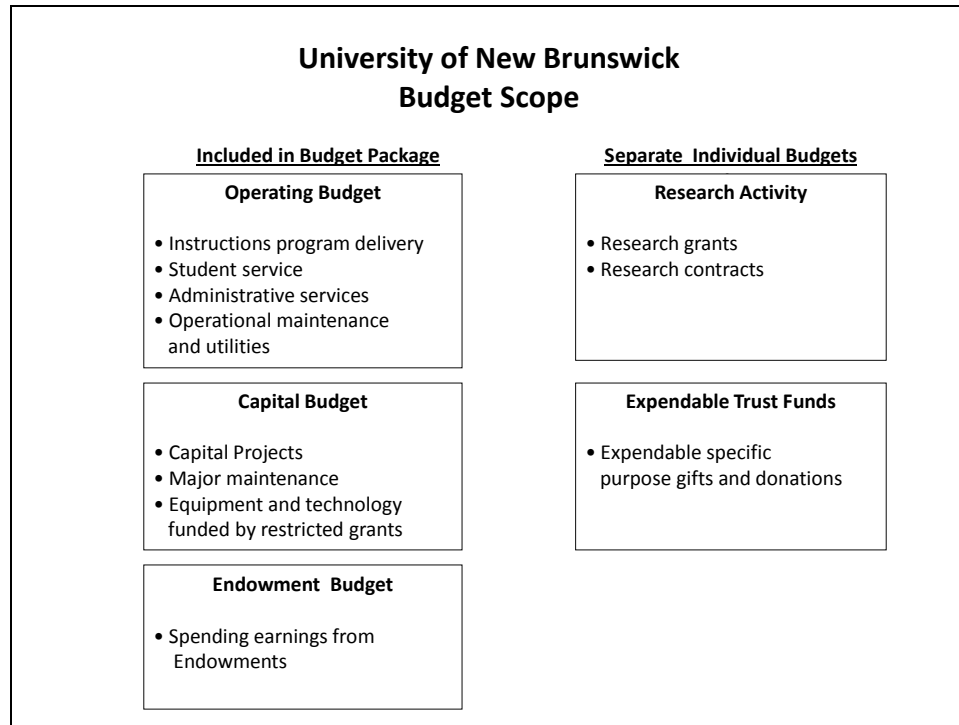 University of New Brunswick
Budget Scope
Included in Budget Package
Operating Budget
• Instructions program delivery
• Student service
• Administrative services
• Operational maintenance
and utilities
Capital Budget
• Capital Projects
• Major maintenance
• Equipment and technology
funded by restricted grants
Endowment Budget
• Spending earnings from
Endowments
Separate Individual Budgets
Research Activity
• Research grants
• Research contracts
Expendable Trust Funds
• Expendable specific
purpose gifts and donations